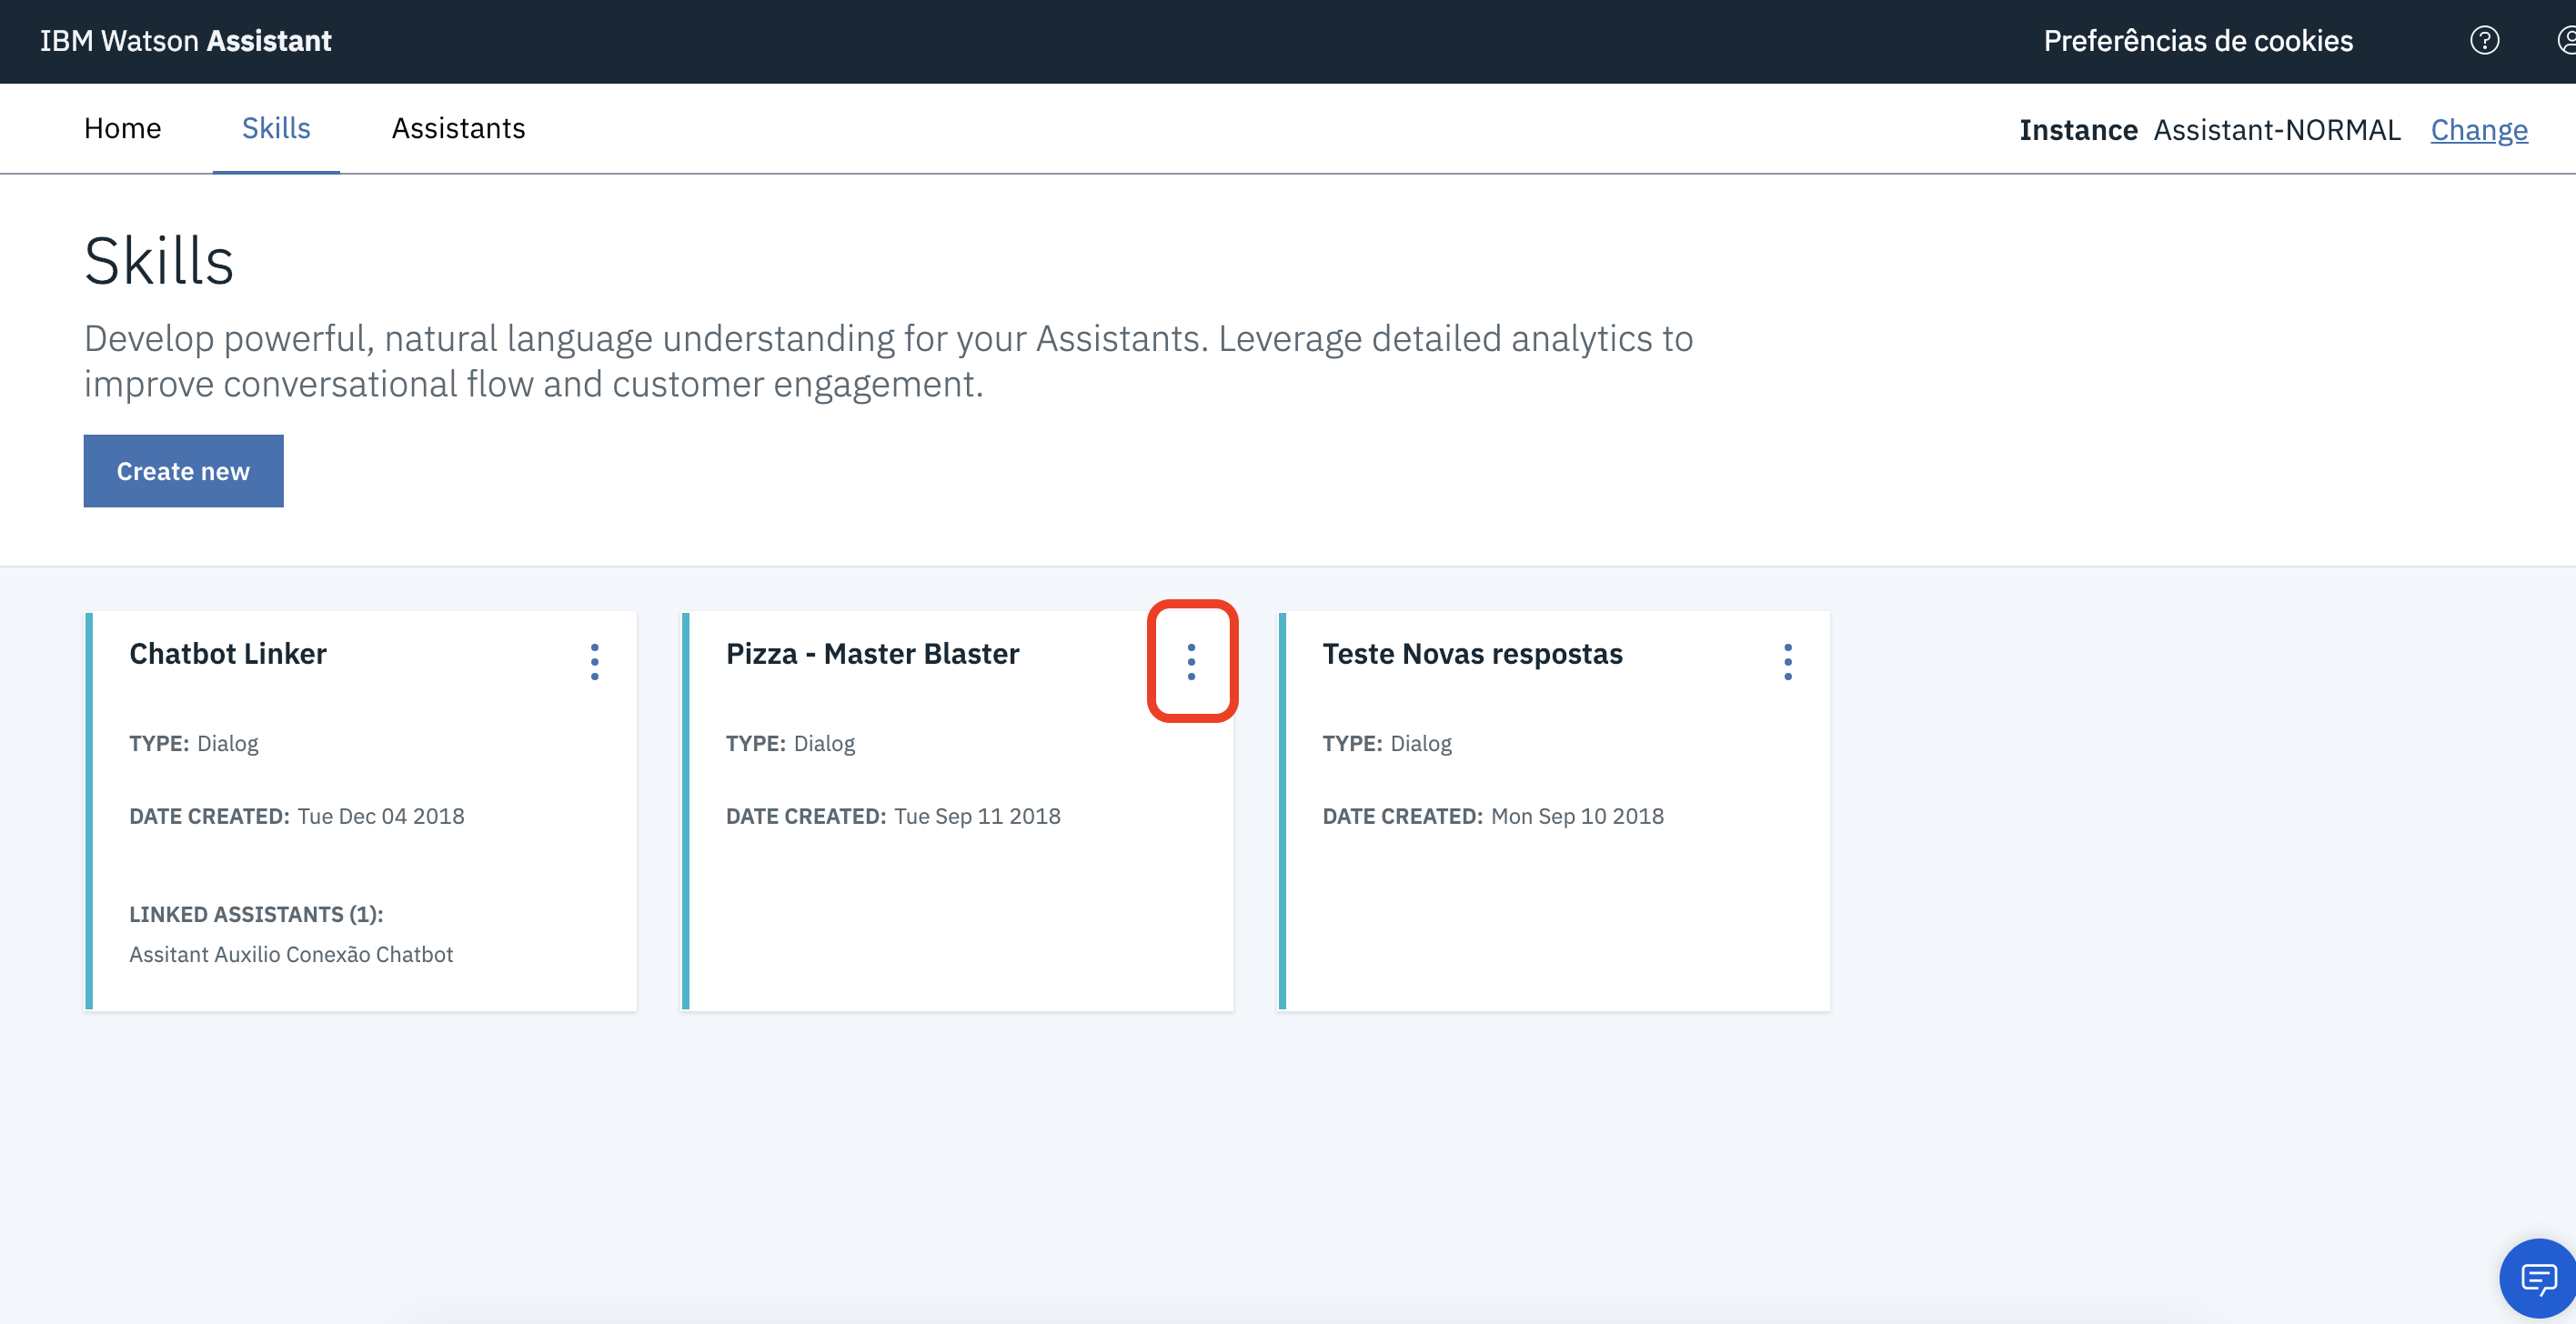 IBM Watson Assistant
Preferências de cookies
Home
Skills
Assistants
Instance Assistant-NORMAL Change
Skills
Develop powerful, natural language understanding for your Assistants. Leverage detailed analytics to
improve conversational flow and customer engagement.
Create new
Chatbot Linker
TYPE: Dialog
DATE CREATED: Tue Dec 04 2018
LINKED ASSISTANTS (1):
Assitant Auxilio Conexão Chatbot
Pizza - Master Blaster
TYPE: Dialog
DATE CREATED: Tue Sep 11 2018
Teste Novas respostas
TYPE: Dialog
DATE CREATED: Mon Sep 10 2018